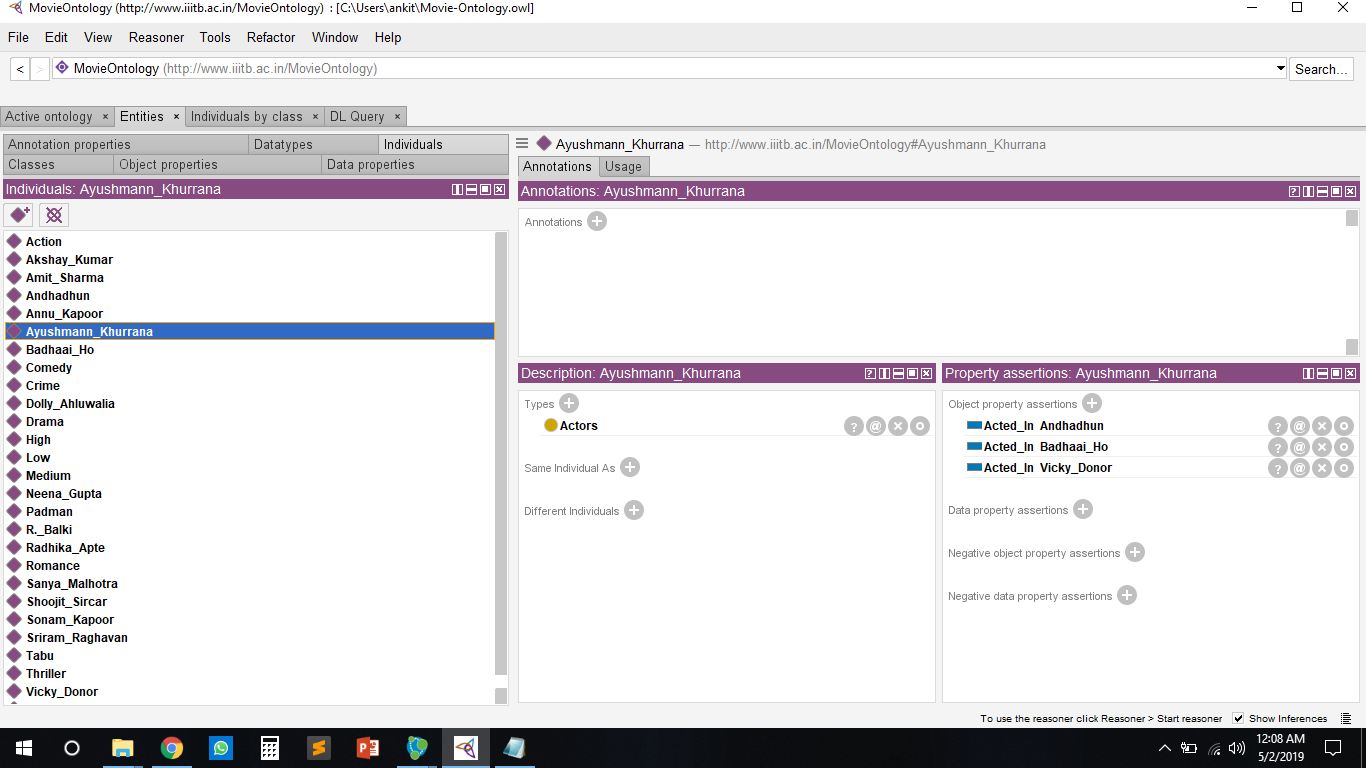 MovieOntology (http://www.iiitb.ac.in/MovieOntology) : [C:\Users\ankit\Movie-Ontology.owl]
File Edit View Reasoner Tools Refactor Window Help
< > MovieOntology (http://www.iiitb.ac.in/MovieOntology) Search...
Active ontology × Entities × Individuals by class × DL Query ×
Annotation properties Datatypes Individuals
Classes Object properties Data properties
Individuals: Ayushmann_Khurrana
Action
Akshay_Kumar
Amit_Sharma
Andhadhun
Annu_Kapoor
Ayushmann_Khurrana
Badhaai_Ho
Comedy
Crime
Dolly_Ahluwalia
Drama
High
Low
Medium
Neena_Gupta
Padman
R._Balki
Radhika_Apte
Romance
Sanya_Malhotra
Shoojit_Sircar
Sonam_Kapoor
Sriram_Raghavan
Tabu
Thriller
Vicky_Donor
Ayushmann_Khurrana — http://www.iiitb.ac.in/MovieOntology#Ayushmann_Khurrana
Annotations Usage
Annotations: Ayushmann_Khurrana
Annotations
Description: Ayushmann_Khurrana
Types
Actors
Same Individual As
Different Individuals
Property assertions: Ayushmann_Khurrana
Object property assertions
Acted_In Andhadhun
Acted_In Badhaai_Ho
Acted_In Vicky_Donor
Data property assertions
Negative object property assertions
Negative data property assertions
To use the reasoner click Reasoner > Start reasoner Show Inferences
12:08 AM
5/2/2019